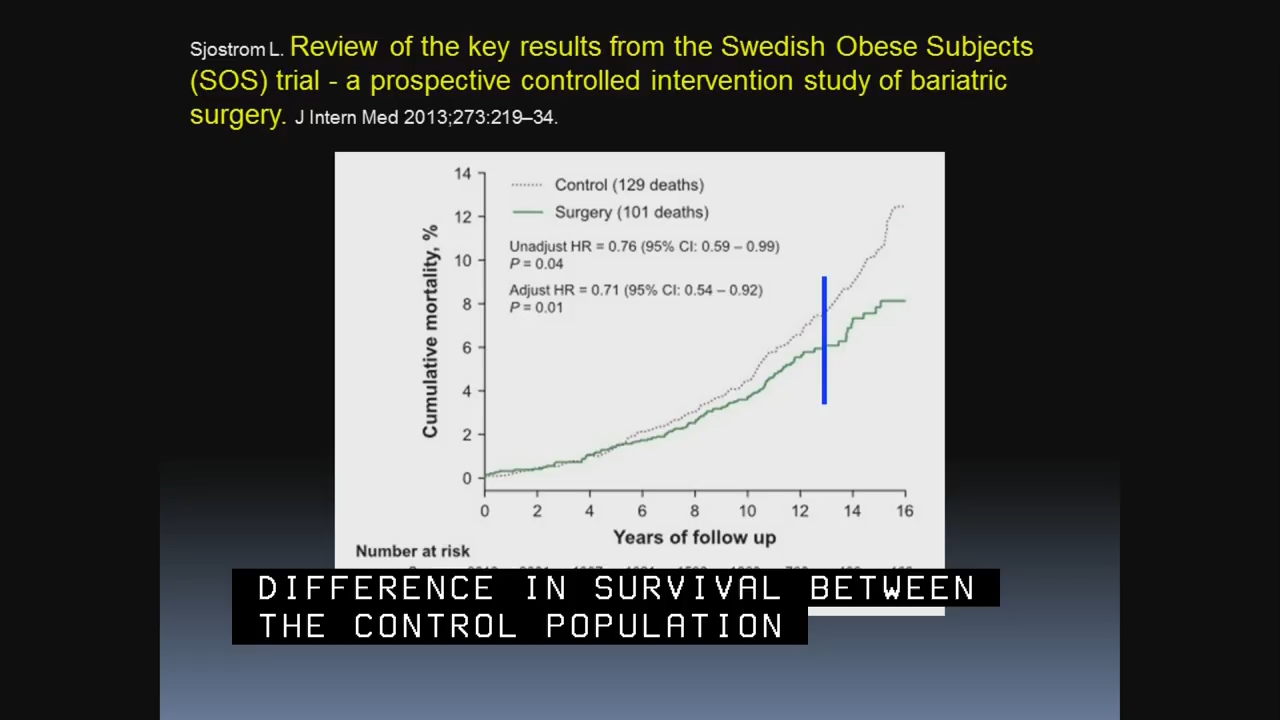 Sjostrom L. Review of the key results from the Swedish Obese Subjects
(SOS) trial - a prospective controlled intervention study of bariatric
surgery. J Intern Med 2013;273:219–34.
14
12
10
8
6
4
2
0
Cumulative mortality, %
Control (129 deaths)
Surgery (101 deaths)
Unadjust HR = 0.76 (95% CI: 0.59 – 0.99)
P = 0.04
Adjust HR = 0.71 (95% CI: 0.54 – 0.92)
P = 0.01
0 2 4 6 8 10 12 14 16
Years of follow up
Number at risk
DIFFERENCE IN SURVIVAL BETWEEN
THE CONTROL POPULATION